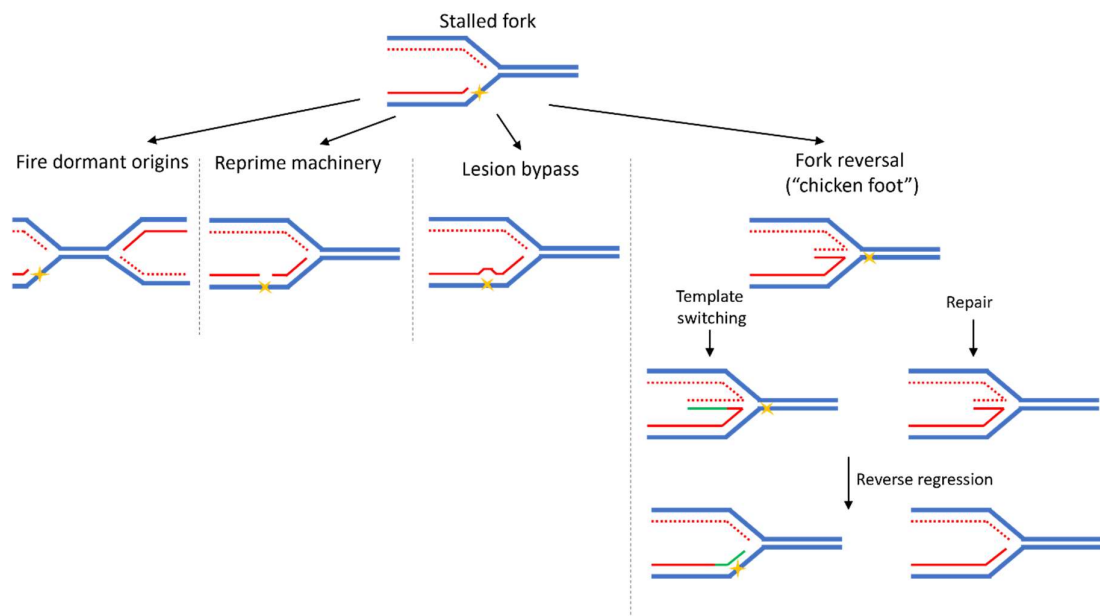 Stalled fork
Fire dormant origins
Reprime machinery
Lesion bypass
Fork reversal
("chicken foot")
Template
switching
Repair
Reverse regression